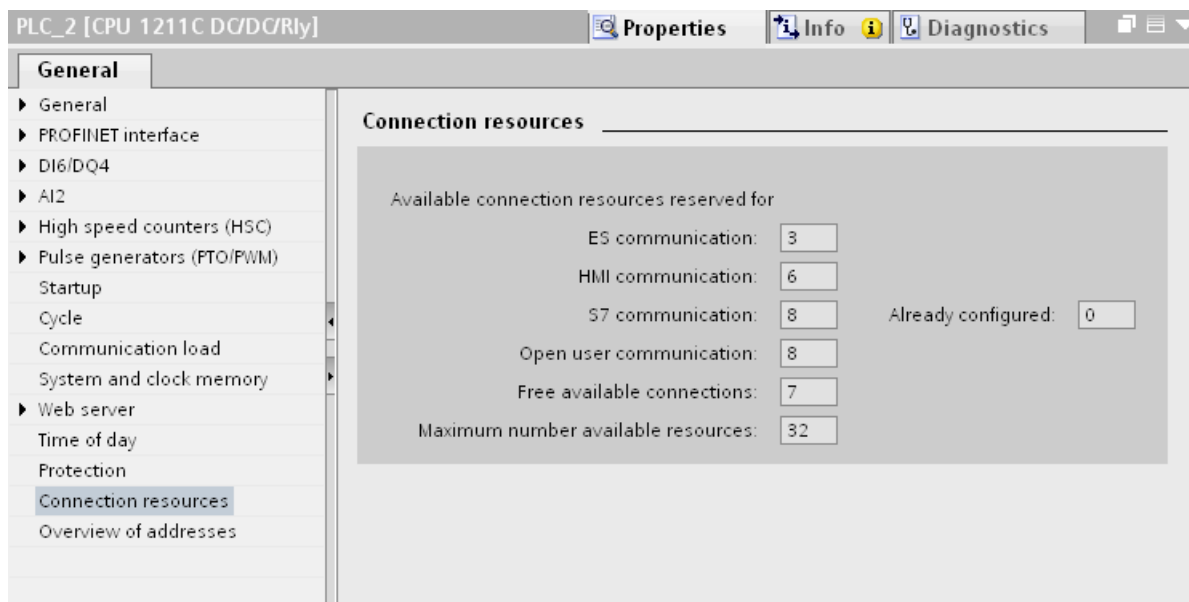 PLC_2 [CPU 1211C DC/DC/Rly]
Properties
Info
Diagnostics
General
General
PROFINET interface
DI6/DQ4
AI2
High speed counters (HSC)
Pulse generators (PTO/PWM)
Startup
Cycle
Communication load
System and clock memory
Web server
Time of day
Protection
Connection resources
Overview of addresses
Connection resources
Available connection resources reserved for
ES communication: 3
HMI communication: 6
S7 communication: 8 Already configured: 0
Open user communication: 8
Free available connections: 7
Maximum number available resources: 32